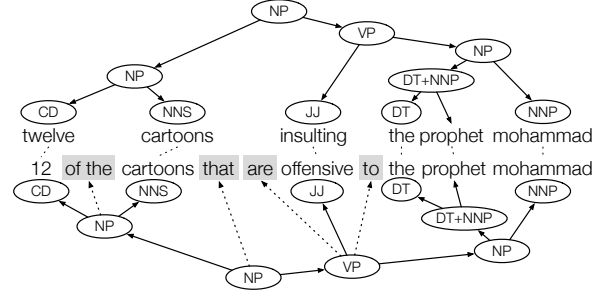 NP
VP
NP NP
DT+NNP
CD NNS JJ DT NNP
twelve cartoons insulting the prophet mohammad
12 of the cartoons that are offensive to the prophet mohammad
CD NNS JJ DT NNP
NP DT+NNP
NP VP NP